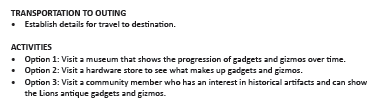 TRANSPORTATION TO OUTING
• Establish details for travel to destination.
ACTIVITIES
• Option 1: Visit a museum that shows the progression of gadgets and gizmos over time.
• Option 2: Visit a hardware store to see what makes up gadgets and gizmos.
• Option 3: Visit a community member who has an interest in historical artifacts and can show
the Lions antique gadgets and gizmos.